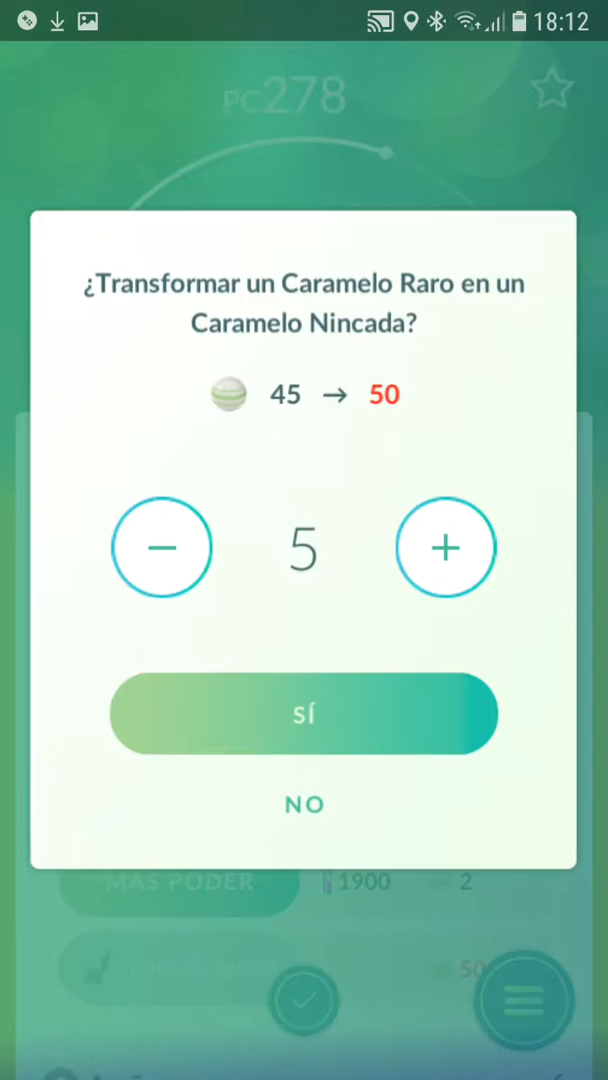 18:12
PC278
¿Transformar un Caramelo Raro en un
Caramelo Nincada?
45 → 50
− 5 +
SÍ
NO
MÁS PODER 1900 2
50